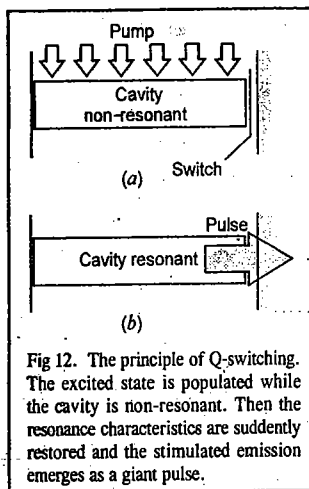 Pump
Cavity
non-resonant
Switch
(a)
Pulse
Cavity resonant
(b)
Fig 12. The principle of Q-switching.
The excited state is populated while
the cavity is non-resonant. Then the
resonance characteristics are suddently
restored and the stimulated emission
emerges as a giant pulse.